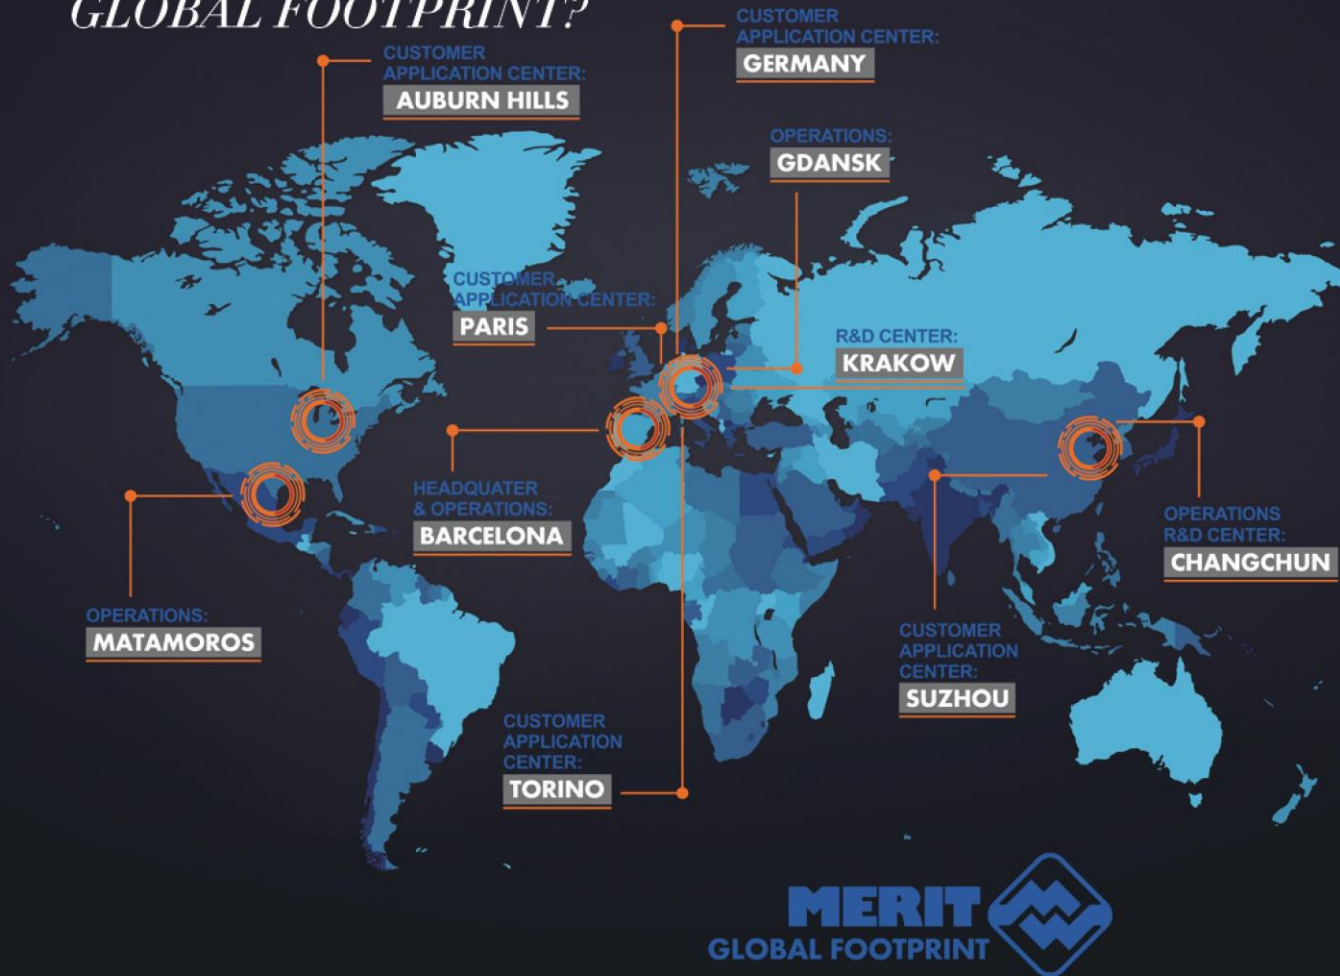 GLOBAL FOOTPRINT?
CUSTOMER
APPLICATION CENTER:
AUBURN HILLS
CUSTOMER
APPLICATION CENTER:
GERMANY
OPERATIONS:
GDANSK
CUSTOMER
APPLICATION CENTER:
PARIS
R&D CENTER:
KRAKOW
HEADQUATER
& OPERATIONS:
BARCELONA
OPERATIONS
R&D CENTER:
CHANGCHUN
OPERATIONS:
MATAMOROS
CUSTOMER
APPLICATION
CENTER:
SUZHOU
CUSTOMER
APPLICATION
CENTER:
TORINO
MERIT
GLOBAL FOOTPRINT